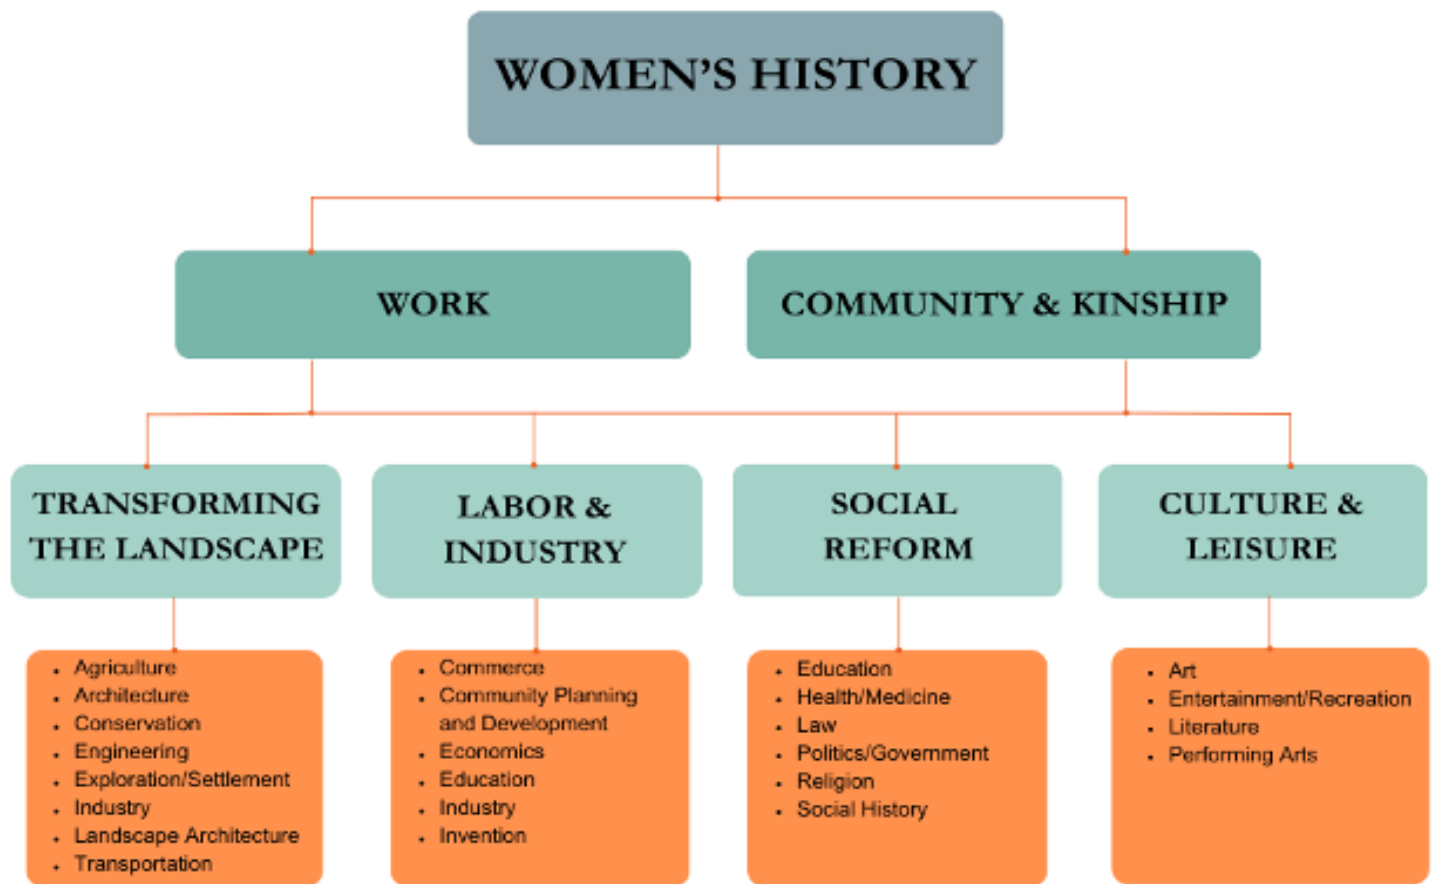 WOMEN’S HISTORY
WORK
COMMUNITY & KINSHIP
TRANSFORMING
THE LANDSCAPE
LABOR &
INDUSTRY
SOCIAL
REFORM
CULTURE &
LEISURE
• Agriculture
• Architecture
• Conservation
• Engineering
• Exploration/Settlement
• Industry
• Landscape Architecture
• Transportation
• Commerce
• Community Planning
and Development
• Economics
• Education
• Industry
• Invention
• Education
• Health/Medicine
• Law
• Politics/Government
• Religion
• Social History
• Art
• Entertainment/Recreation
• Literature
• Performing Arts